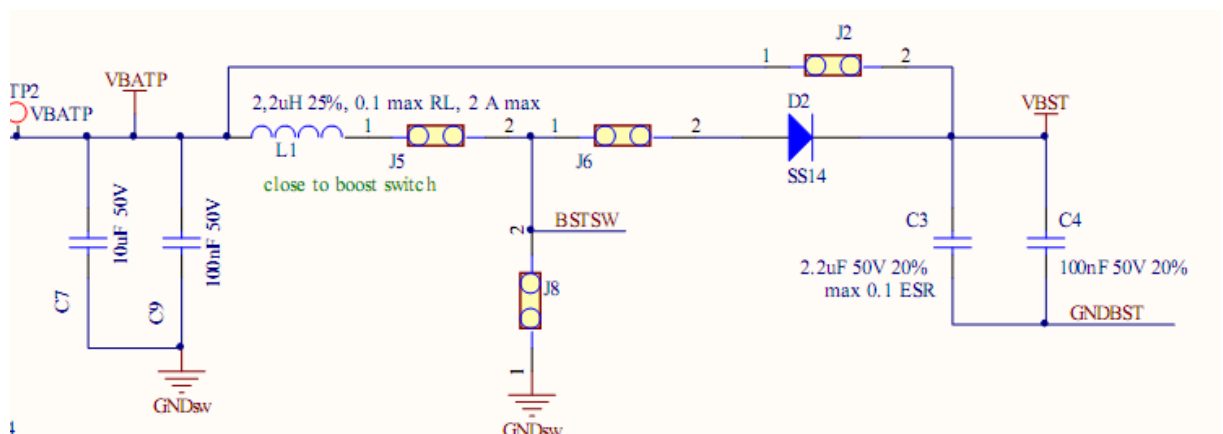 J2
1
2
TP2
VBATP
VBATP
2,2uH 25%, 0.1 max RL, 2 A max
D2
VBST
1
2
1
2
L1
J5
J6
SS14
close to boost switch
10uF 50V
100nF 50V
BSTSW
2
C3
C4
2.2uF 50V 20%
max 0.1 ESR
100nF 50V 20%
J8
C7
C9
GNDBST
1
GNDsw
GNDsw
4